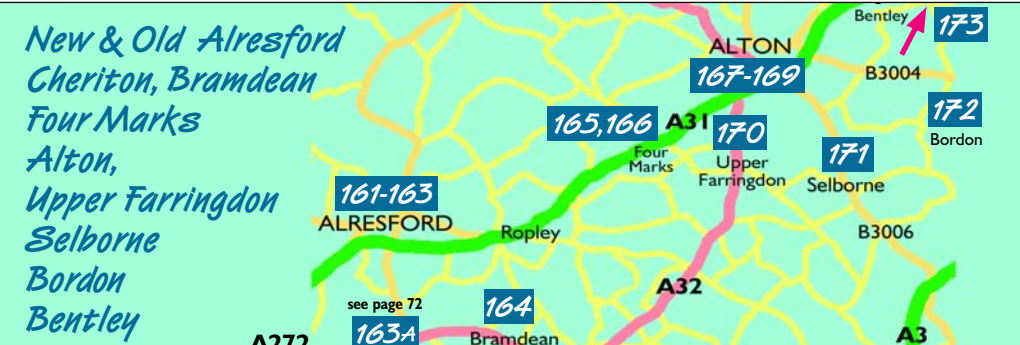 New & Old Alresford
Cheriton, Bramdean
Four Marks
Alton,
Upper Farringdon
Selborne
Bordon
Bentley
Bentley
173
ALTON
167-169
B3004
172
Bordon
165,166
A31
170
Four
Marks
Upper
Farringdon
171
Selborne
161-163
ALRESFORD
Ropley
B3006
A32
see page 72
163A
164
Bramdean
A272
A3